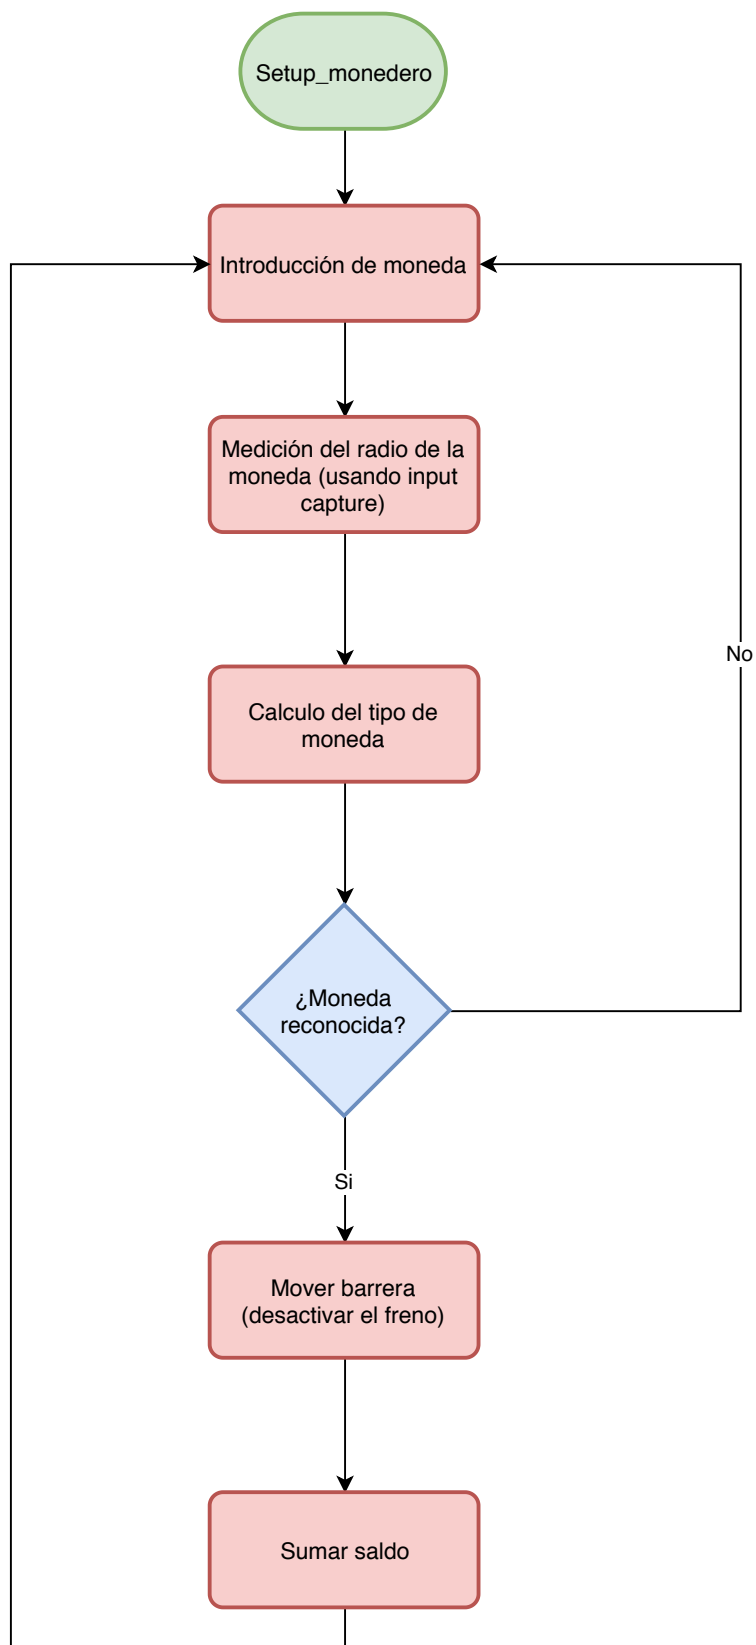 Setup_monedero
Introducción de moneda
Medición del radio de la
moneda (usando input
capture)
No
Calculo del tipo de
moneda
¿Moneda
reconocida?
Si
Mover barrera
(desactivar el freno)
Sumar saldo